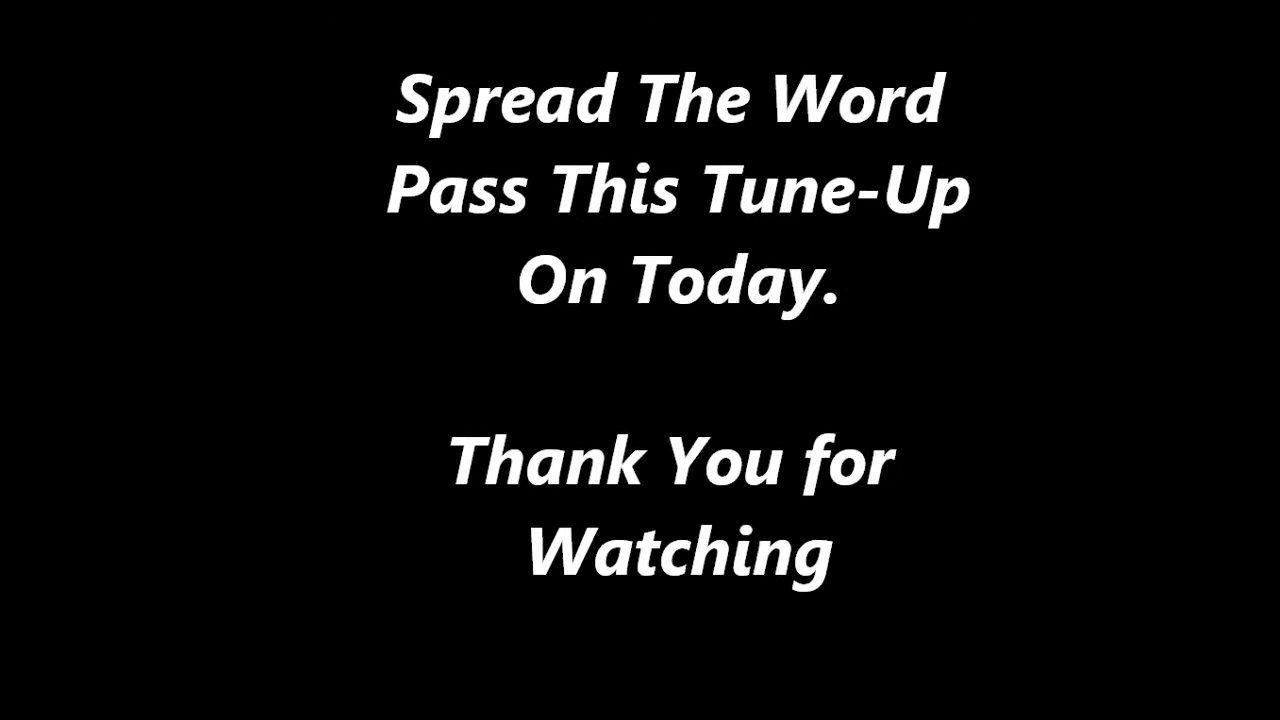 Spread The Word
Pass This Tune-Up
On Today.
Thank You for
Watching